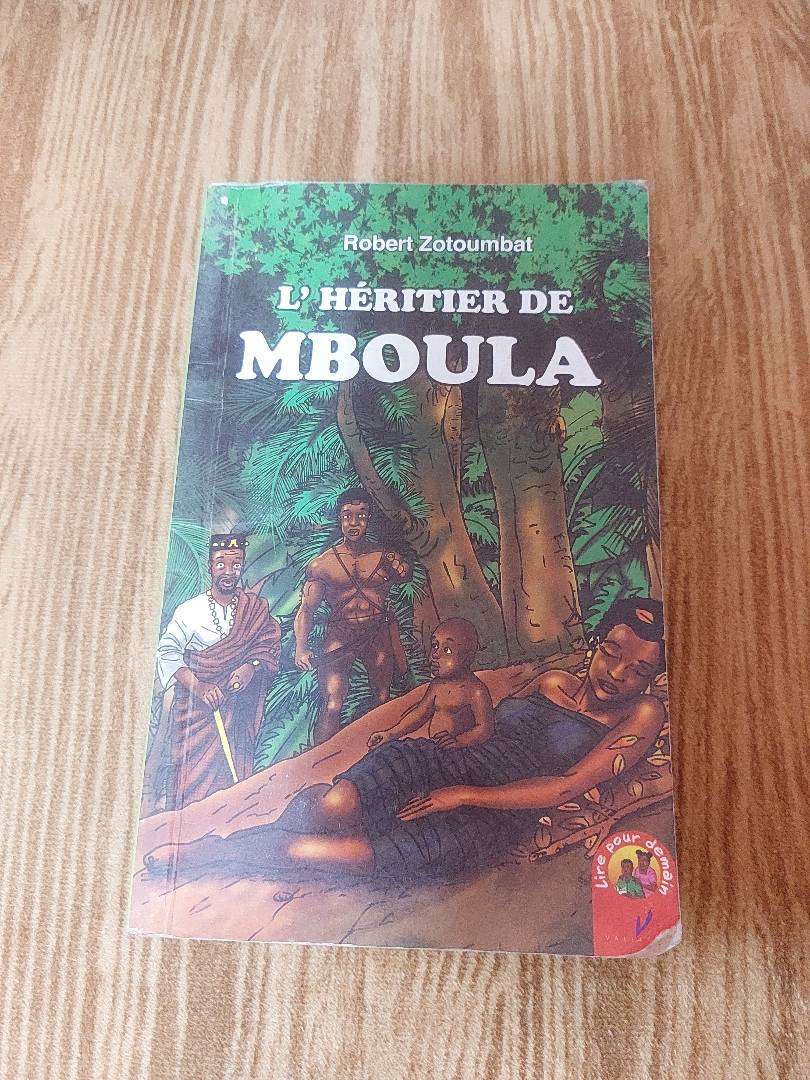 Robert Zotoumbat
L' HÉRITIER DE
MBOULA
Lire pour demain